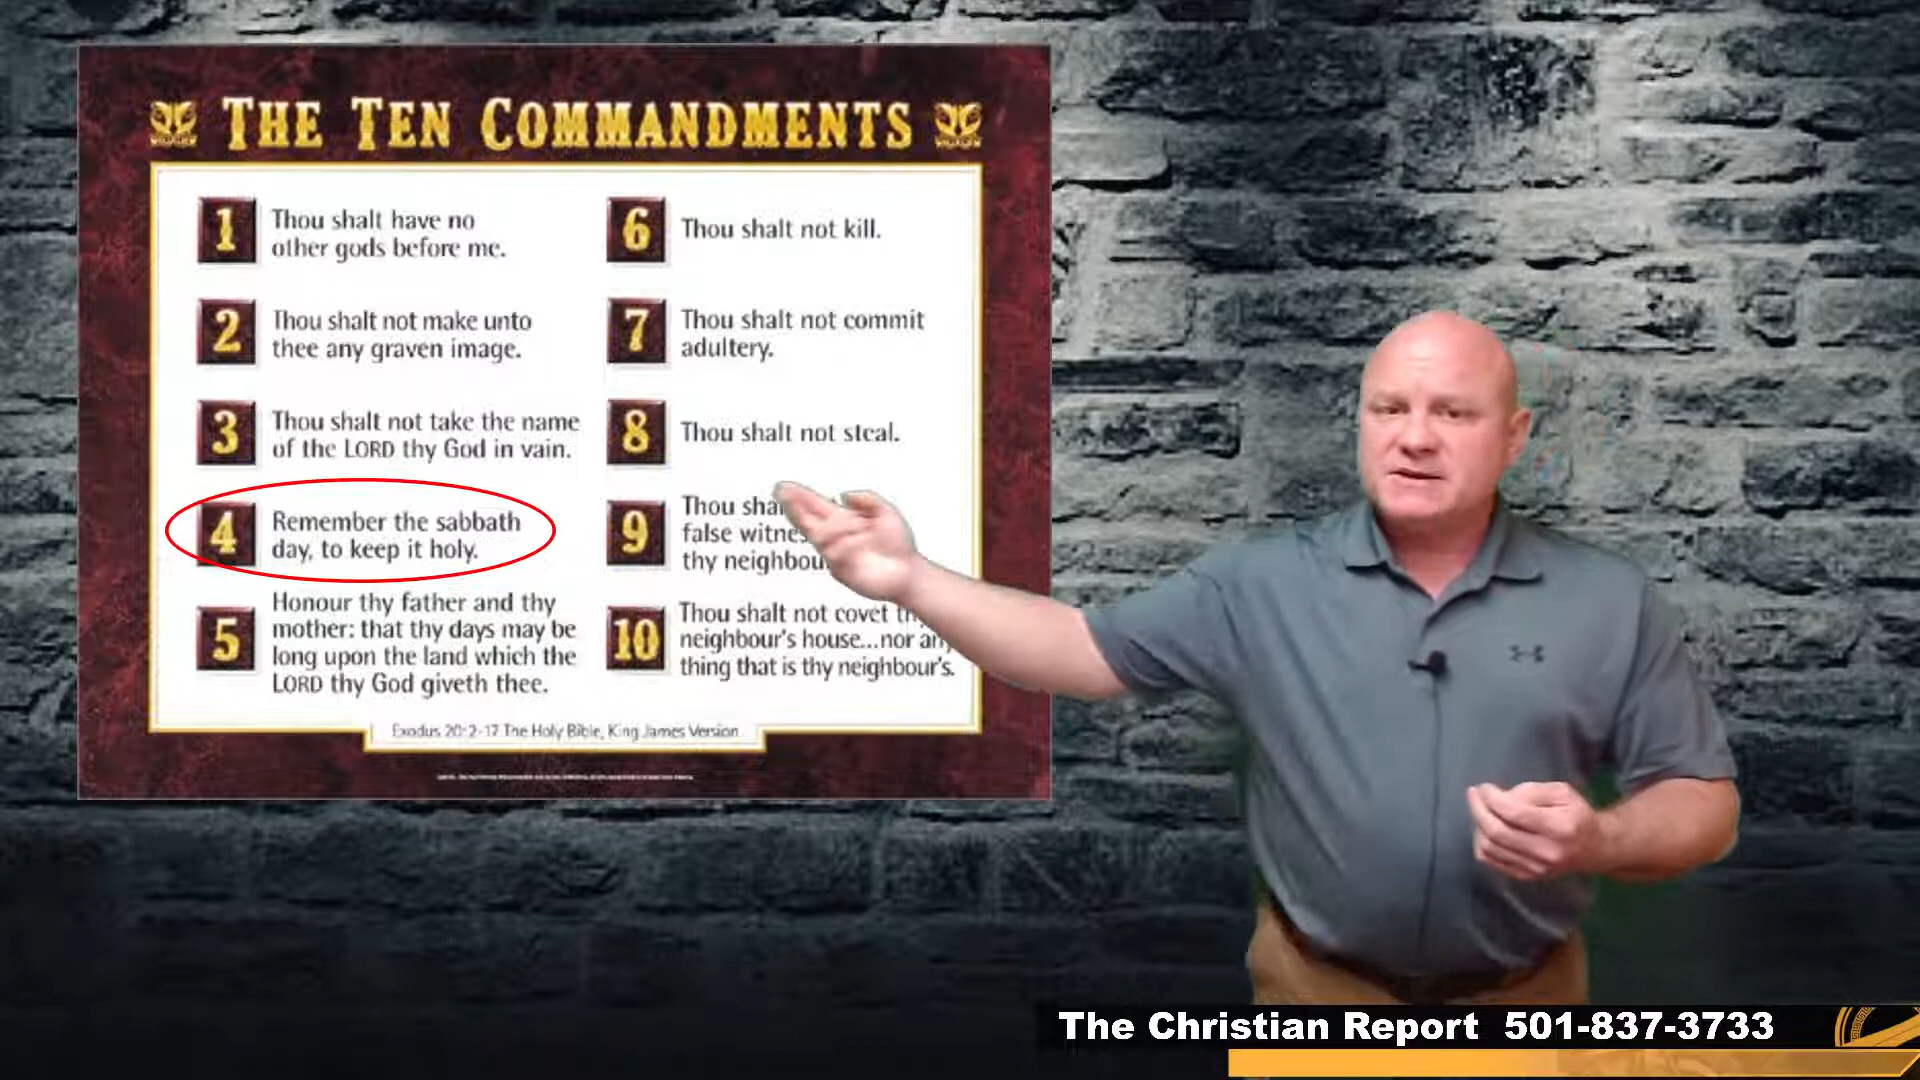 THE TEN COMMANDMENTS
1 Thou shalt have no
other gods before me.
2 Thou shalt not make unto
thee any graven image.
3 Thou shalt not take the name
of the LORD thy God in vain.
4 Remember the sabbath
day, to keep it holy.
5 Honour thy father and thy
mother: that thy days may be
long upon the land which the
LORD thy God giveth thee.
6 Thou shalt not kill.
7 Thou shalt not commit
adultery.
8 Thou shalt not steal.
9 Thou
false
thy
10 Thou shalt not covet
neighbour's house...nor
thing that is thy neighbour's.
Exodus 20:2-17 The Holy Bible, King James Version
The Christian Report 501-837-3733